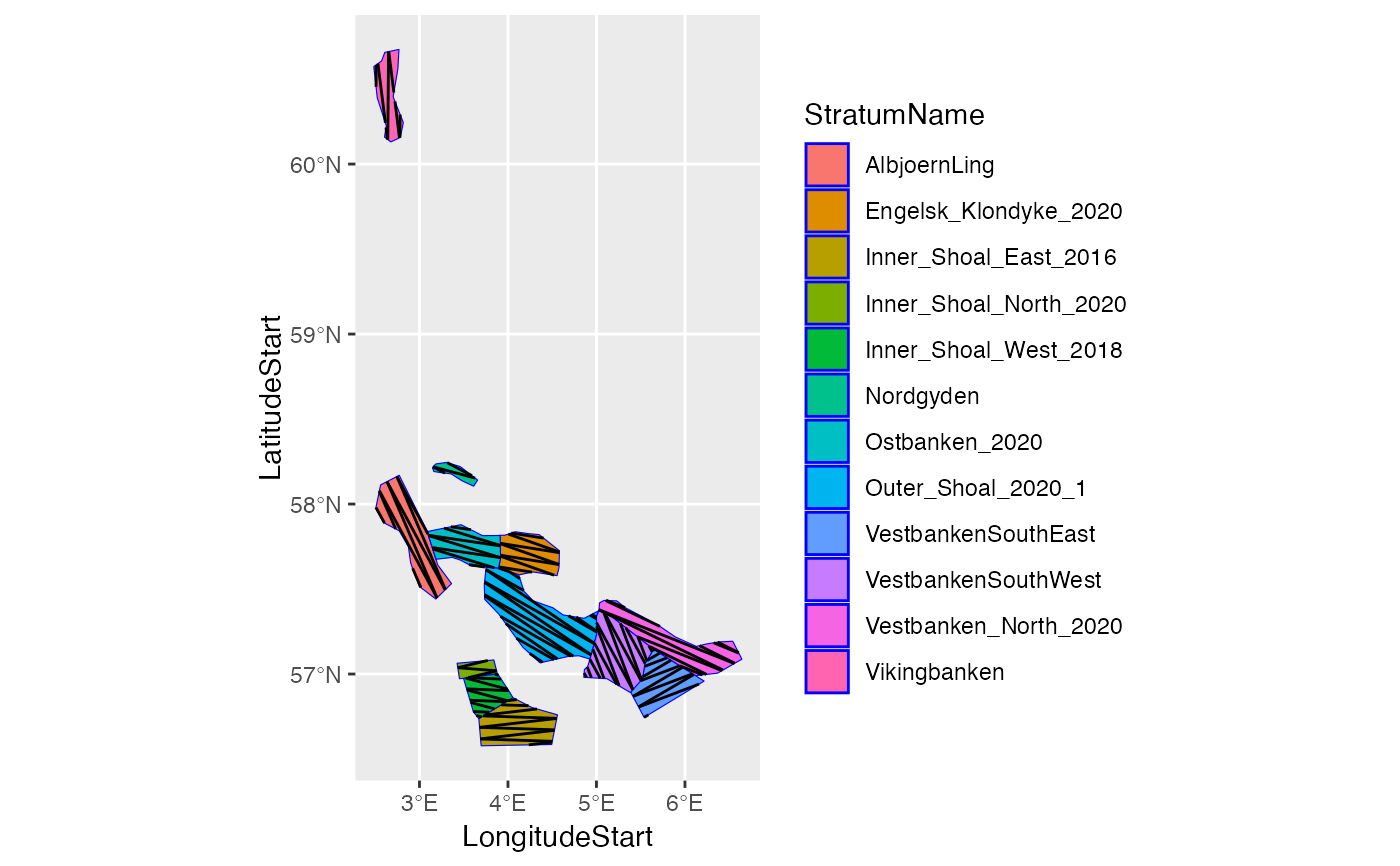 60°N
59°N
58°N
57°N
LatitudeStart
3°E 4°E 5°E 6°E
LongitudeStart
StratumName
AlbjoernLing
Engelsk_Klondyke_2020
Inner_Shoal_East_2016
Inner_Shoal_North_2020
Inner_Shoal_West_2018
Nordgyden
Ostbanken_2020
Outer_Shoal_2020_1
VestbankenSouthEast
VestbankenSouthWest
Vestbanken_North_2020
Vikingbanken